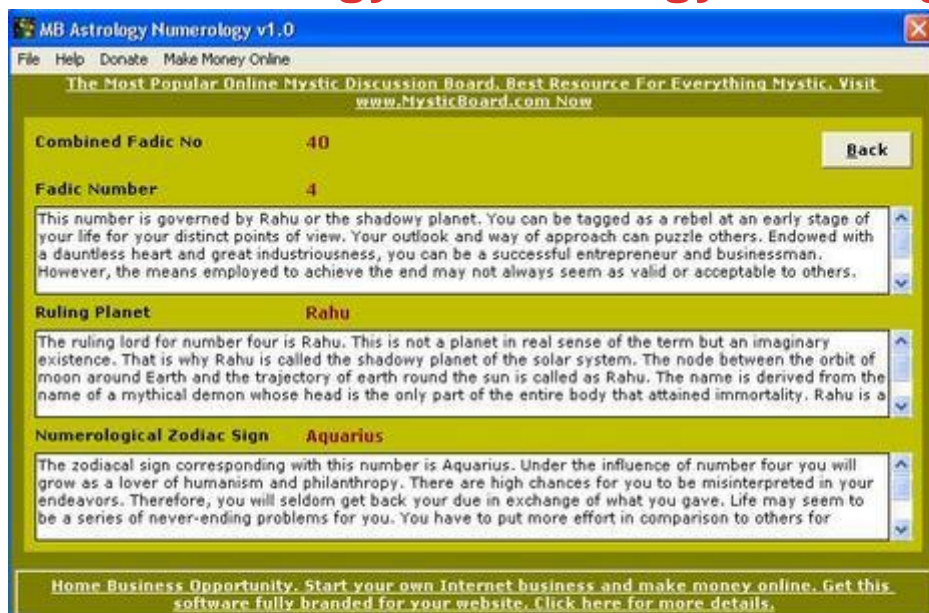 MB Astrology Numerology v1.0
File Help Donate Make Money Online
The Most Popular Online Mystic Discussion Board. Best Resource For Everything Mystic. Visit
www.MysticBoard.com Now
Combined Fadic No 40
Back
Fadic Number 4
This number is governed by Rahu or the shadowy planet. You can be tagged as a rebel at an early stage of
your life for your distinct points of view. Your outlook and way of approach can puzzle others. Endowed with
a dauntless heart and great industriousness, you can be a successful entrepreneur and businessman.
However, the means employed to achieve the end may not always seem as valid or acceptable to others.
Ruling Planet Rahu
The ruling lord for number four is Rahu. This is not a planet in real sense of the term but an imaginary
existence. That is why Rahu is called the shadowy planet of the solar system. The node between the orbit of
moon around Earth and the trajectory of earth round the sun is called as Rahu. The name is derived from the
name of a mythical demon whose head is the only part of the entire body that attained immortality. Rahu is a
Numerological Zodiac Sign Aquarius
The zodiacal sign corresponding with this number is Aquarius. Under the influence of number four you will
grow as a lover of humanism and philanthropy. There are high chances for you to be misinterpreted in your
endeavors. Therefore, you will seldom get back your due in exchange of what you gave. Life may seem to
be a series of never-ending problems for you. You have to put more effort in comparison to others for
Home Business Opportunity. Start your own Internet business and make money online. Get this
software fully branded for your website. Click here for more details.